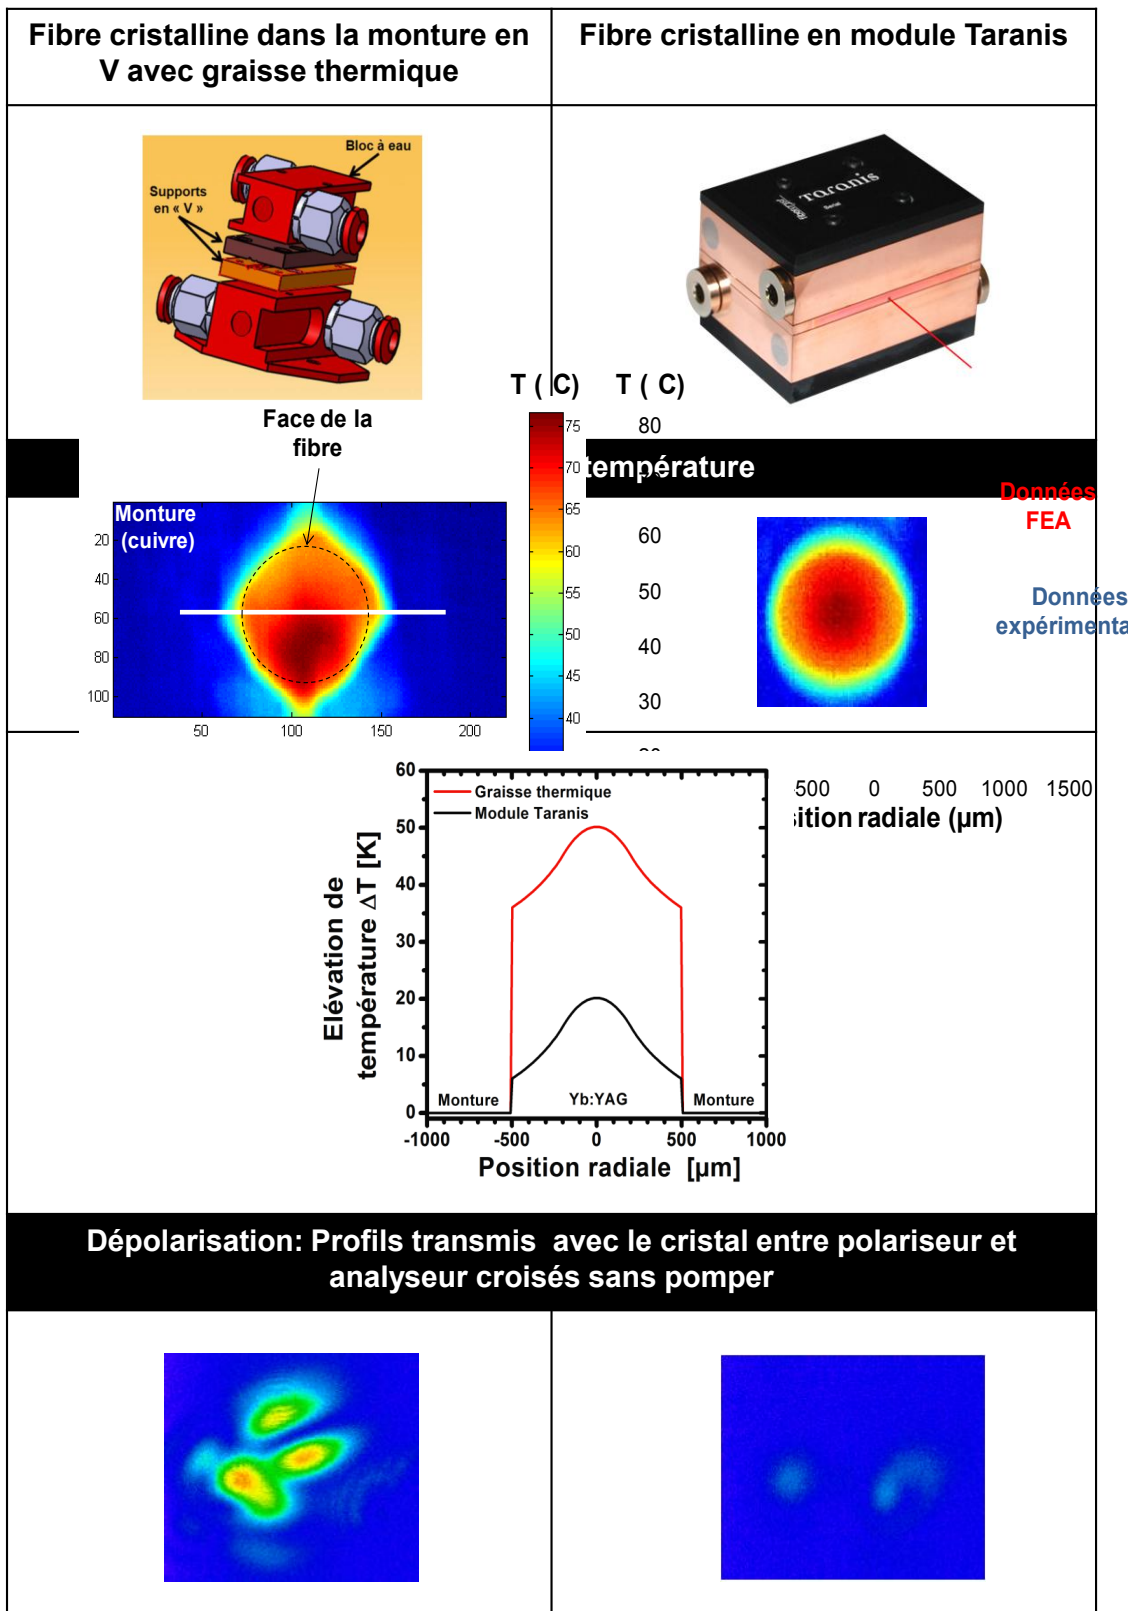 Fibre cristalline dans la monture en
V avec graisse thermique
Fibre cristalline en module Taranis
Bloc à eau
Supports
en « V »
Taranis
Serial
T ( C)
T ( C)
Face de la
fibre
température
Monture
(cuivre)
20
40
60
80
100
50
100
150
200
75
70
65
60
55
50
45
40
80
60
50
40
30
Données
FEA
Données
expérimenta
500
0
500
1000
1500
sition radiale (µm)
Graisse thermique
Module Taranis
Elévation de
température ΔT [K]
60
50
40
30
20
10
0
Monture
Yb:YAG
Monture
-1000
-500
0
500
1000
Position radiale [µm]
Dépolarisation: Profils transmis avec le cristal entre polariseur et
analyseur croisés sans pomper